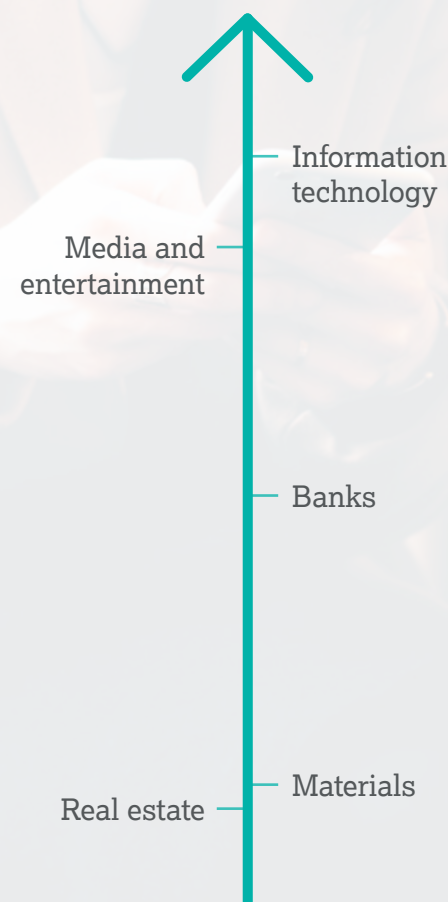 Information
technology
Media and
entertainment
Banks
Materials
Real estate